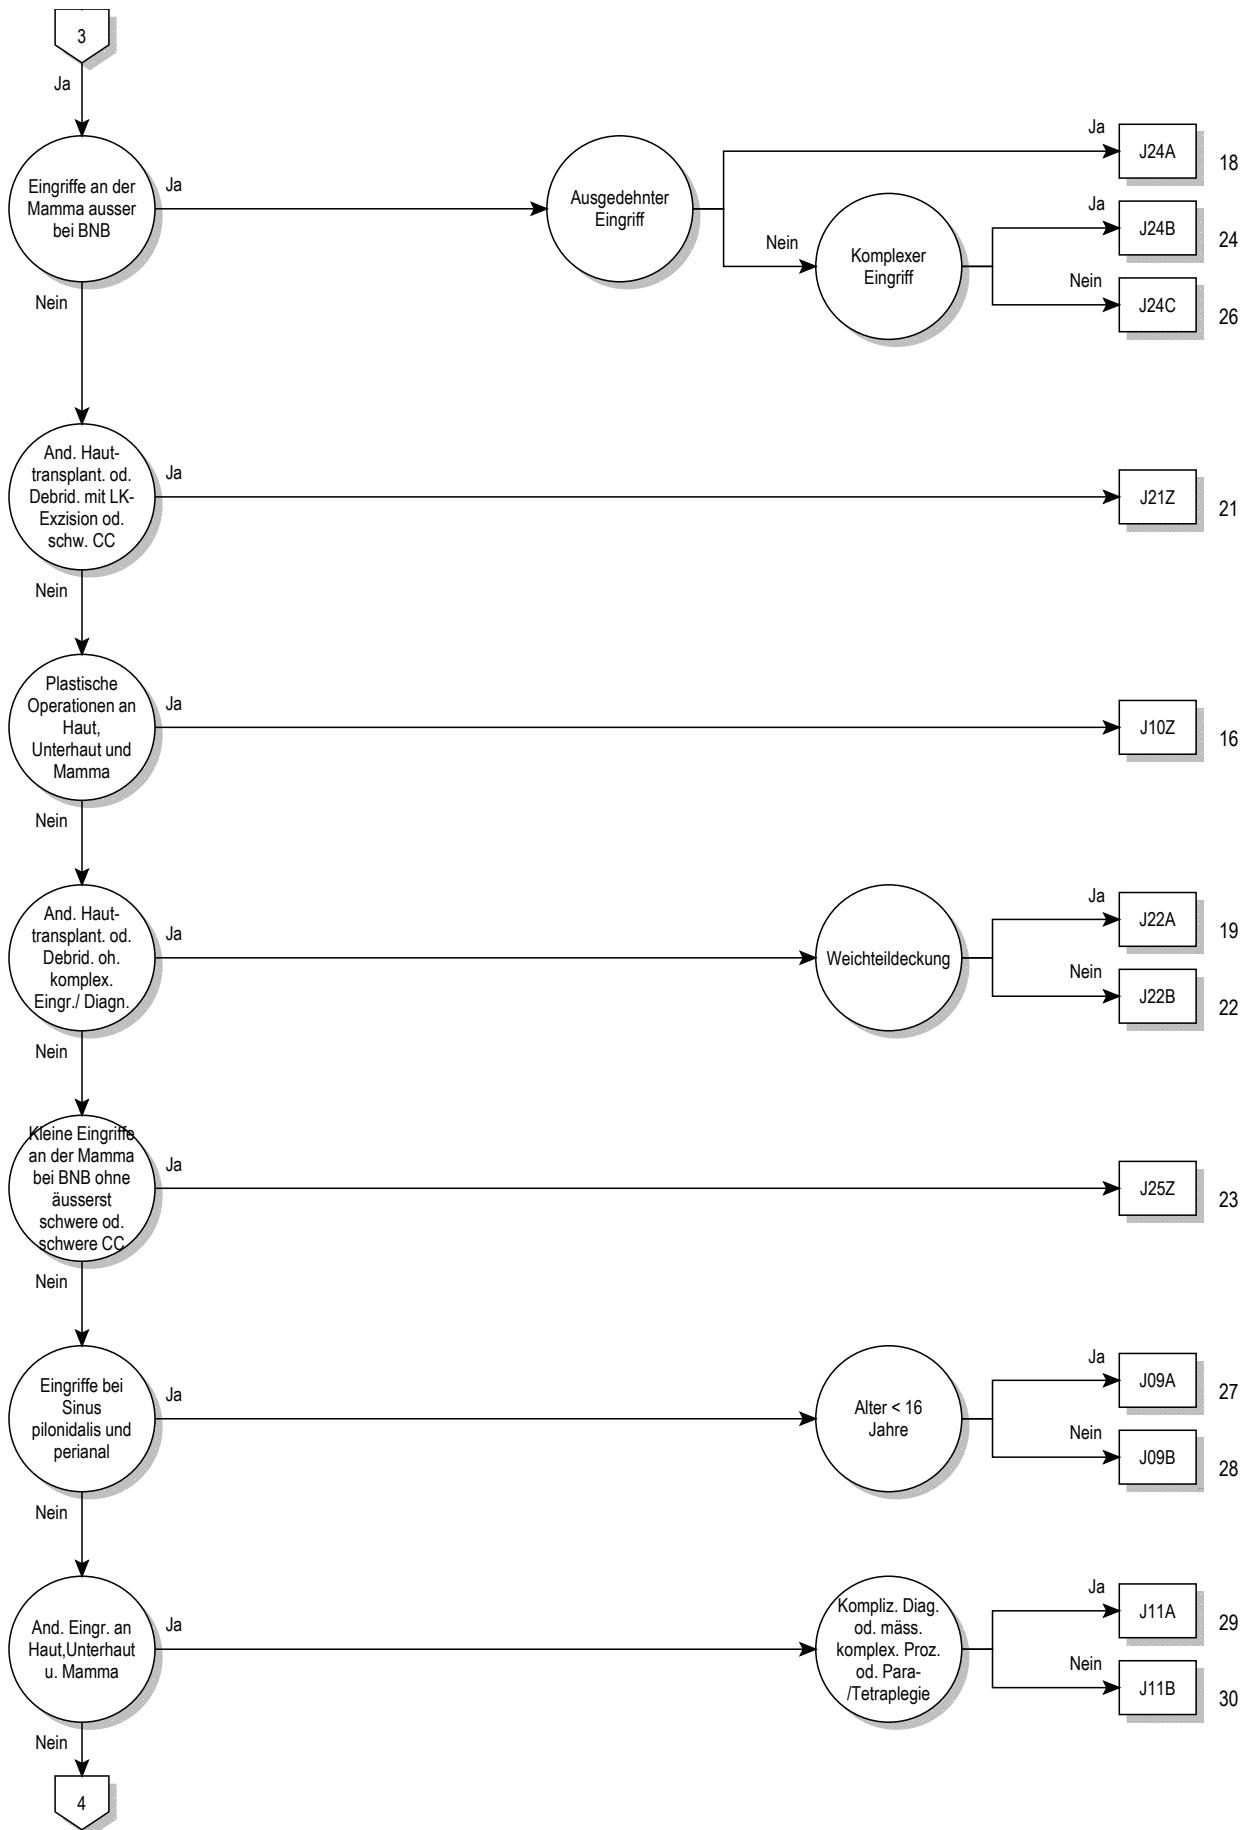 3
Ja
Eingriffe an der
Mamma ausser
bei BNB
Ja
Ausgedehnter
Eingriff
Ja
J24A
18
Nein
Komplexer
Eingriff
Ja
J24B
24
Nein
J24C
26
Nein
And. Haut-
transplant. od.
Debrid. mit LK-
Exzision od.
schw. CC
Ja
J21Z
21
Nein
Plastische
Operationen an
Haut,
Unterhaut und
Mamma
Ja
J10Z
16
Nein
And. Haut-
transplant. od.
Debrid. oh.
komplex.
Eingr./ Diagn.
Ja
Weichteildeckung
Ja
J22A
19
Nein
J22B
22
Nein
Kleine Eingriffe
an der Mamma
bei BNB ohne
äusserst
schwere od.
schwere CC
Ja
J25Z
23
Nein
Eingriffe bei
Sinus
pilonidalis und
perianal
Ja
Alter < 16
Jahre
Ja
J09A
27
Nein
J09B
28
Nein
And. Eingr. an
Haut,Unterhaut
u. Mamma
Ja
Kompliz. Diag.
od. mäss.
komplex. Proz.
od. Para-
/Tetraplegie
Ja
J11A
29
Nein
J11B
30
Nein
4